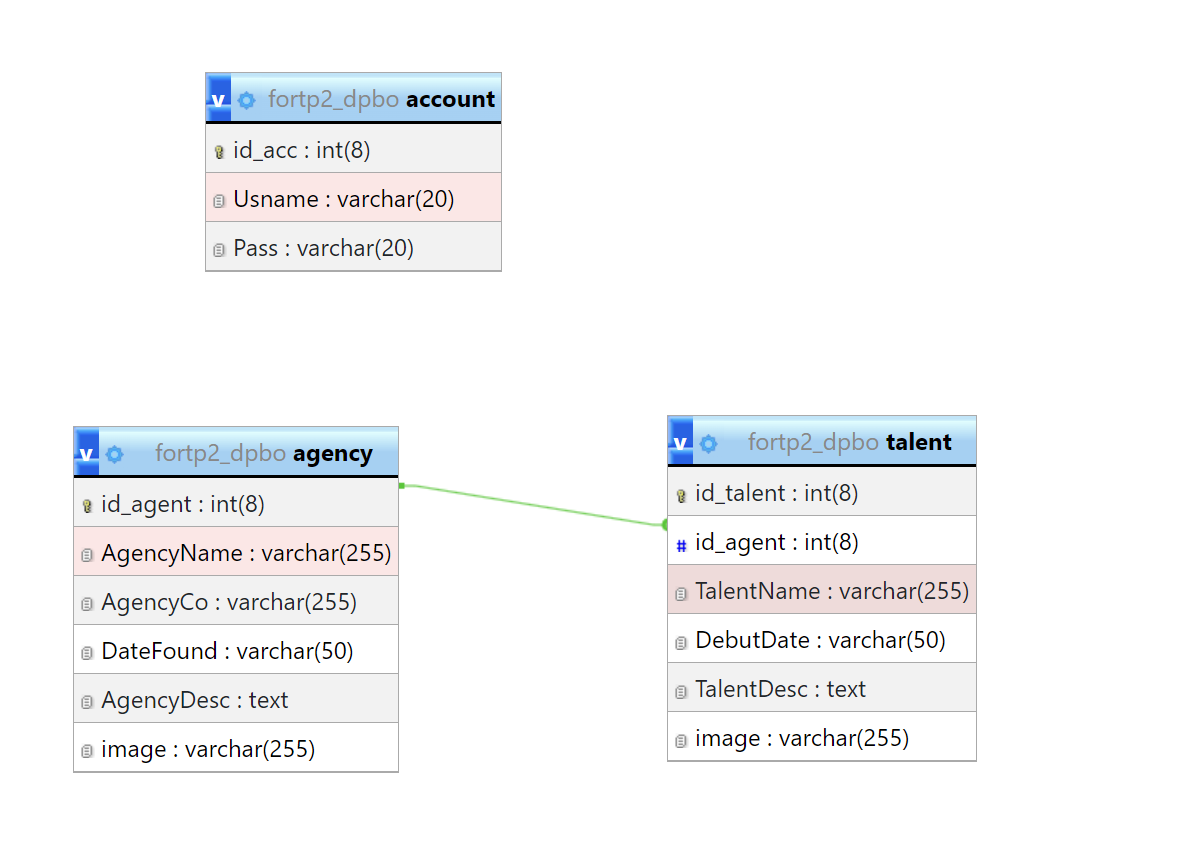 v fortp2_dpbo account
id_acc : int(8)
Usname : varchar(20)
Pass : varchar(20)
v fortp2_dpbo agency
id_agent : int(8)
AgencyName : varchar(255)
AgencyCo : varchar(255)
DateFound : varchar(50)
AgencyDesc : text
image : varchar(255)
v fortp2_dpbo talent
id_talent : int(8)
# id_agent : int(8)
TalentName : varchar(255)
DebutDate : varchar(50)
TalentDesc : text
image : varchar(255)